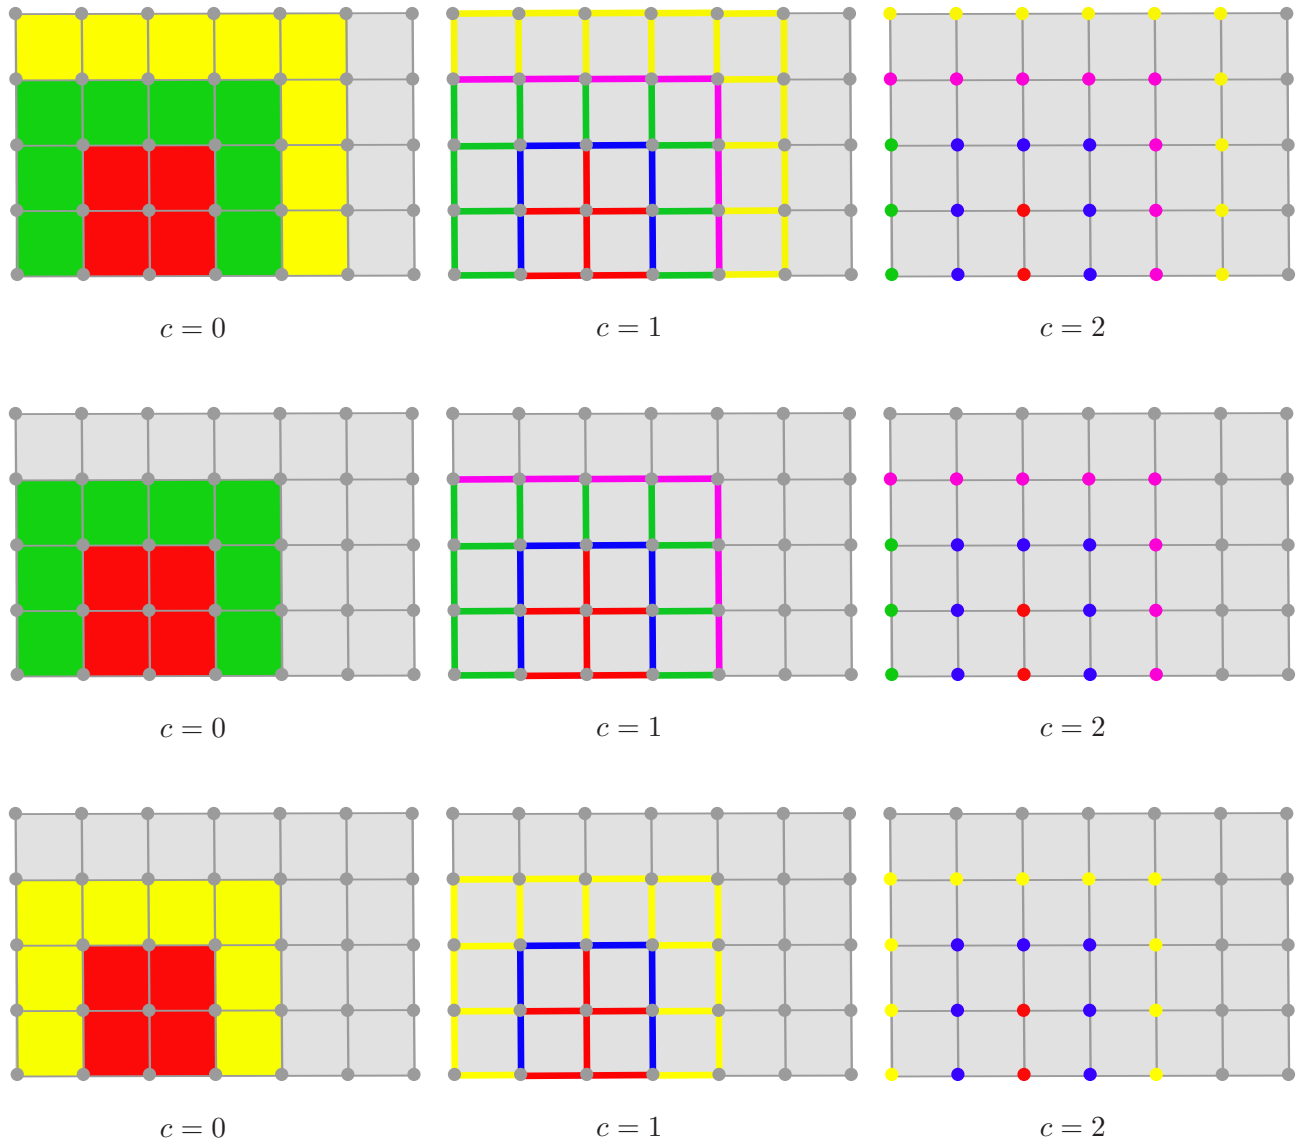 c = 0 c = 1 c = 2
c = 0 c = 1 c = 2
c = 0 c = 1 c = 2